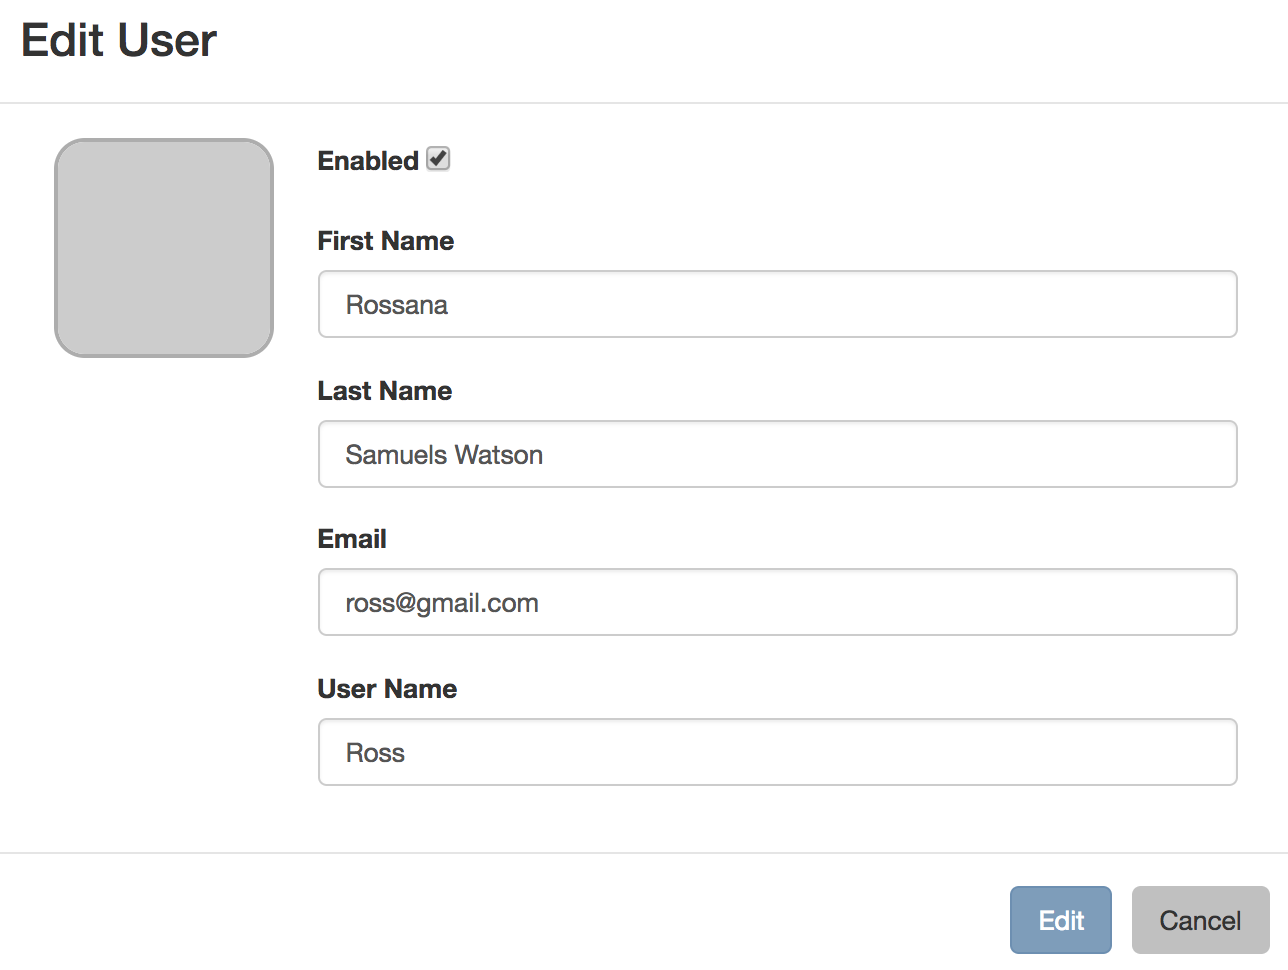 Edit User
Enabled
First Name
Rossana
Last Name
Samuels Watson
Email
ross@gmail.com
User Name
Ross
Edit Cancel